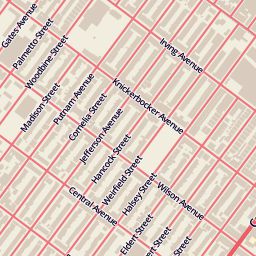 Gates Avenue
Palmetto Street
Woodbine Street
Irving Avenue
Madison Street
Putnam Avenue
Knickerbocker Avenue
Cornelia Street
Jefferson Avenue
Hancock Street
Weirfield Street
Halsey Street
Wilson Avenue
Central Avenue
Street
Street